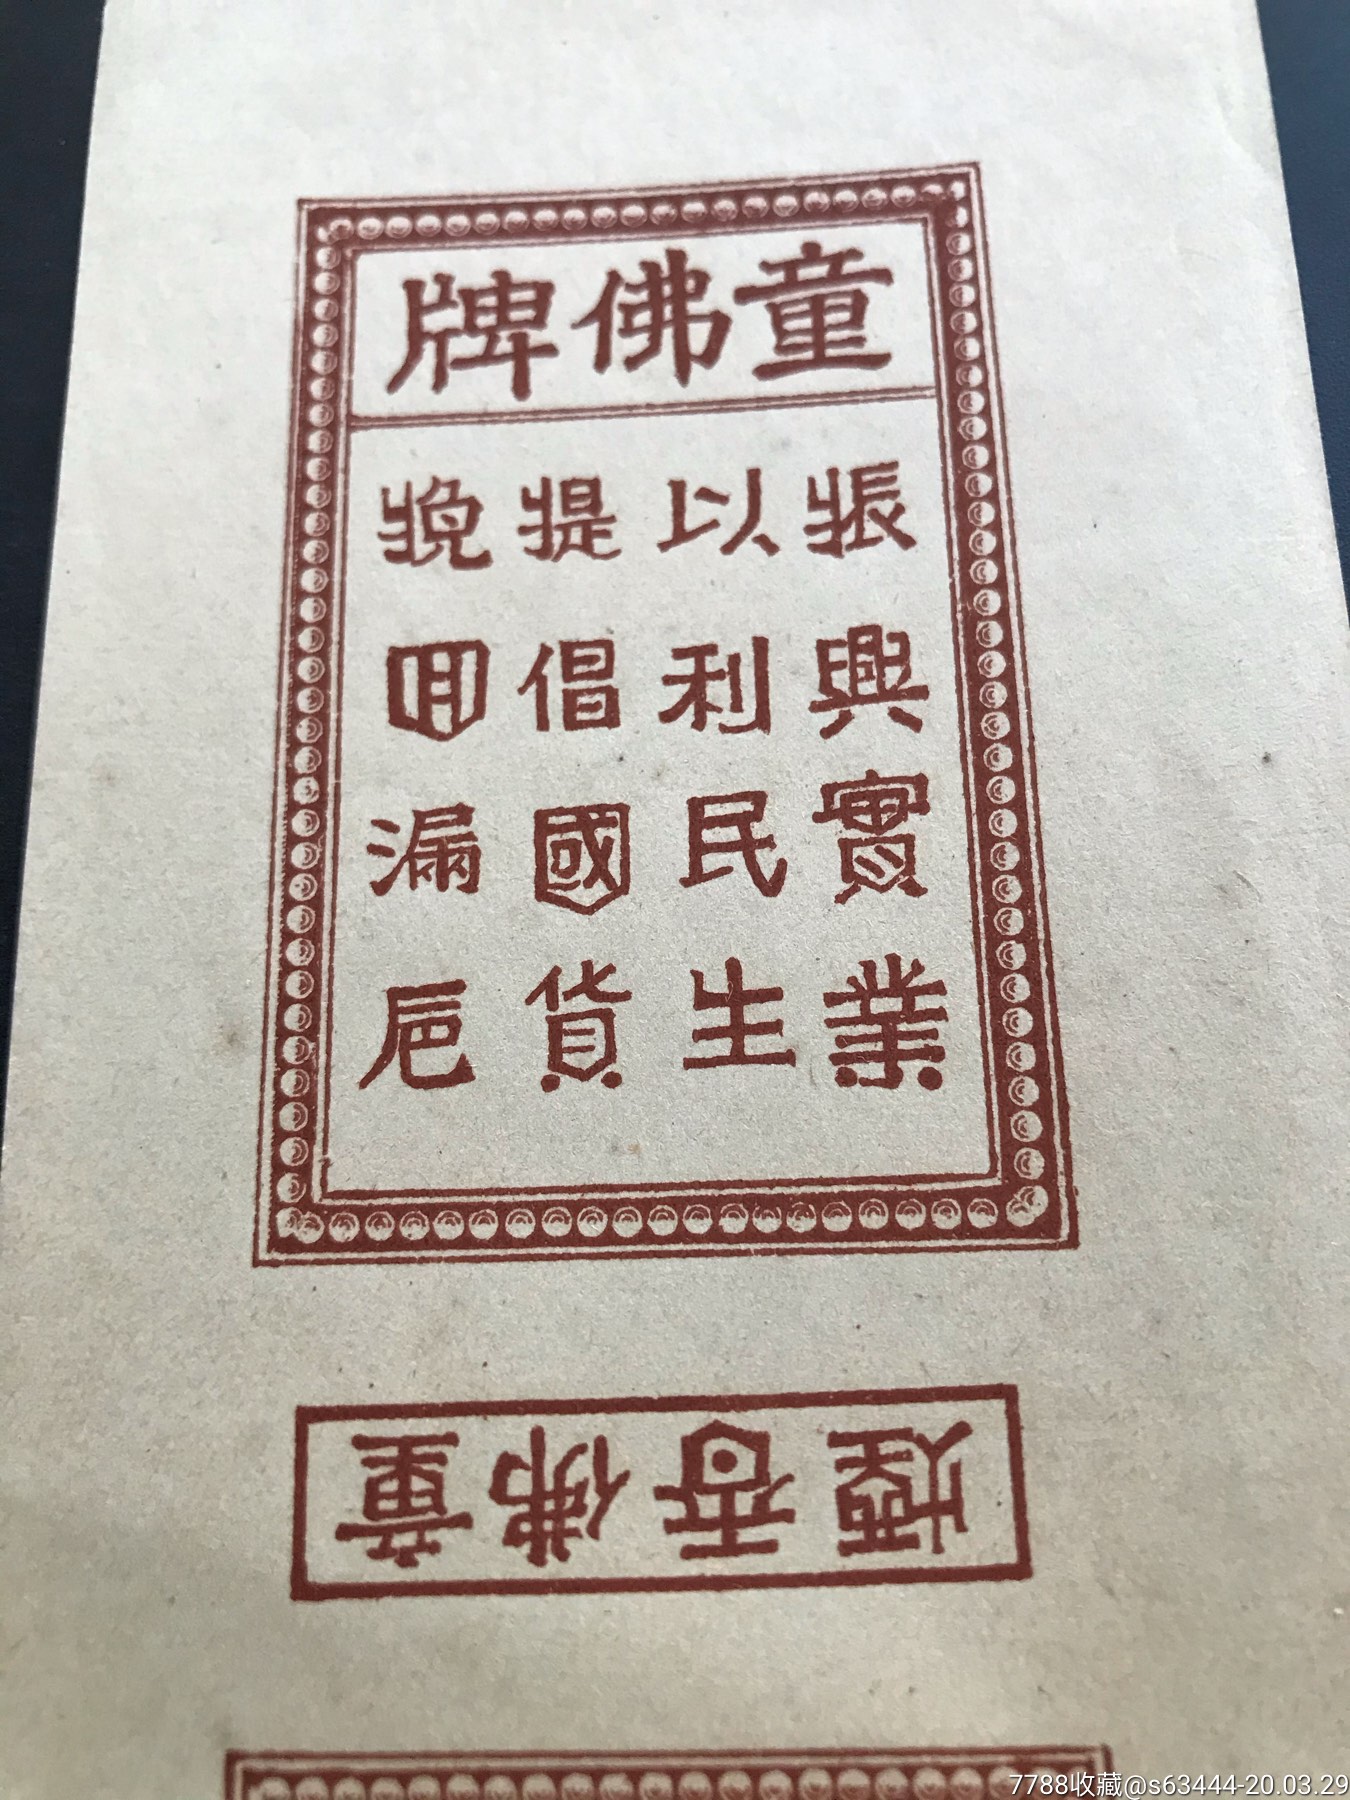 童佛牌
振興實業
以利民生
提倡國貨
挽回漏巵
童佛香煙
7788收藏@s63444-20.03.29